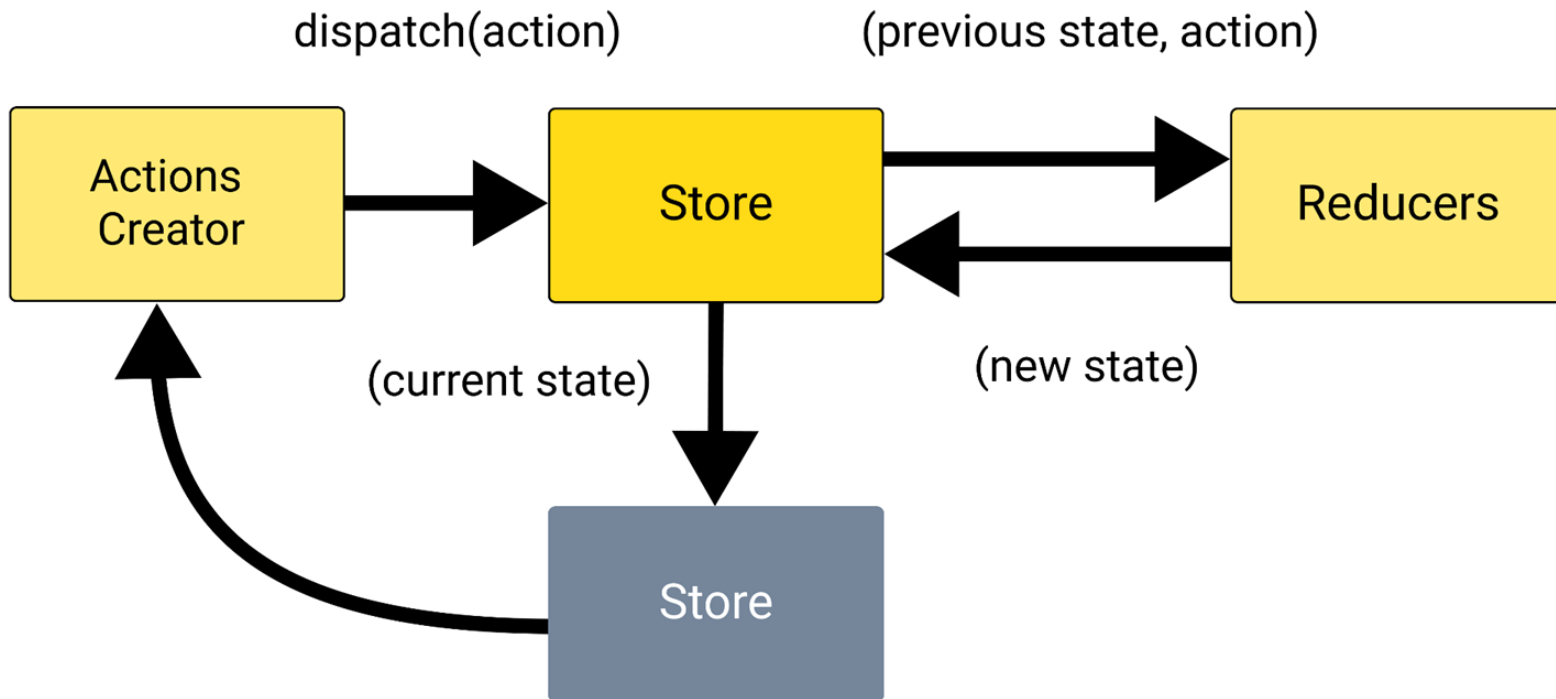 dispatch(action)
(previous state, action)
Actions
Creator
Store
Reducers
(current state)
(new state)
Store